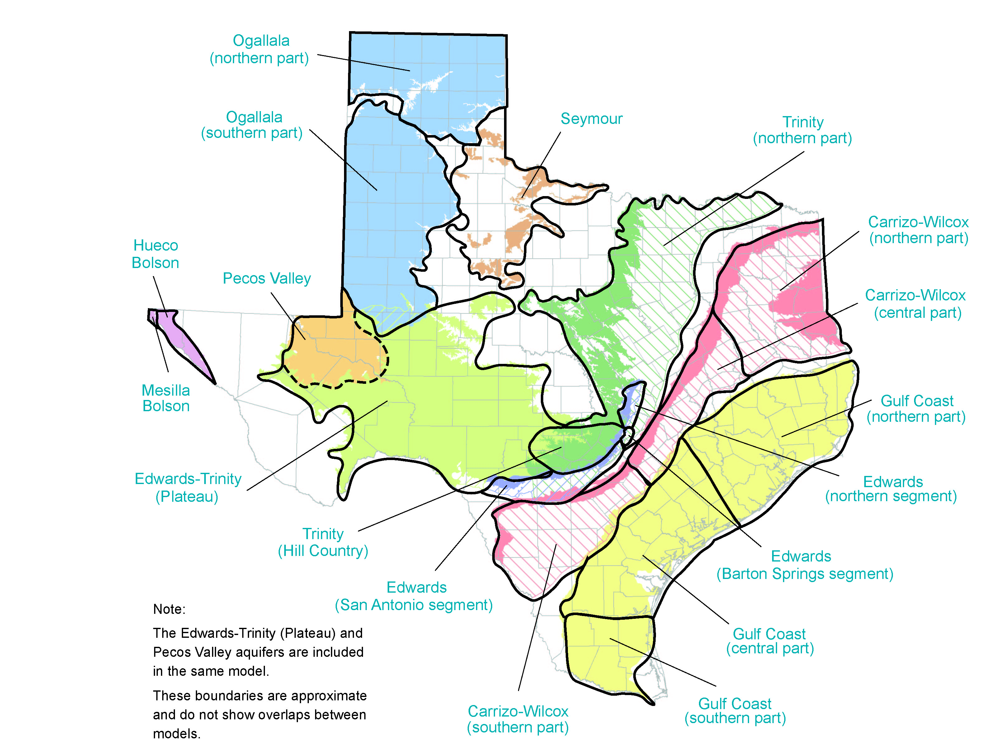 Ogallala
(northern part)
Ogallala
(southern part)
Seymour
Trinity
(northern part)
Carrizo-Wilcox
(northern part)
Hueco
Bolson
Pecos Valley
Carrizo-Wilcox
(central part)
Mesilla
Bolson
Gulf Coast
(northern part)
Edwards-Trinity
(Plateau)
Edwards
(northern segment)
Trinity
(Hill Country)
Edwards
(Barton Springs segment)
Edwards
(San Antonio segment)
Gulf Coast
(central part)
Carrizo-Wilcox
(southern part)
Gulf Coast
(southern part)
Note:
The Edwards-Trinity (Plateau) and
Pecos Valley aquifers are included
in the same model.
These boundaries are approximate
and do not show overlaps between
models.